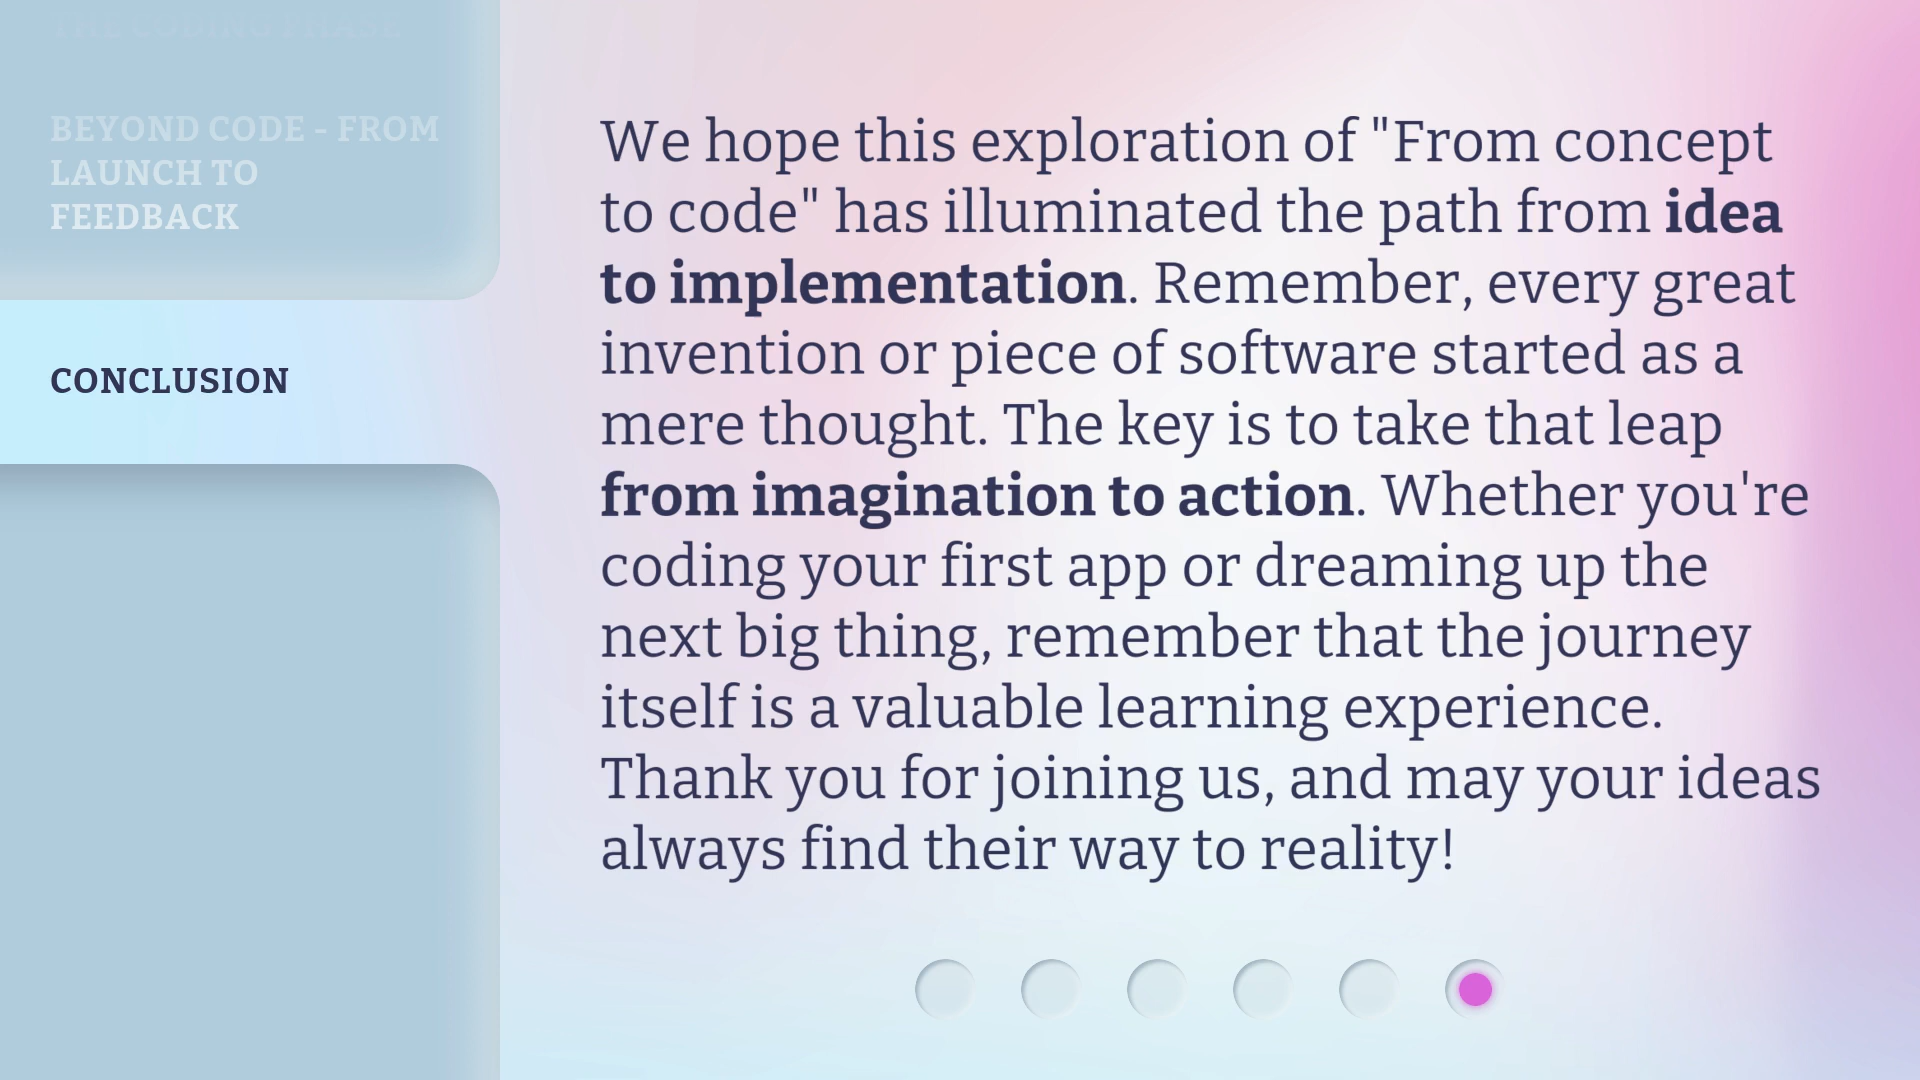 THE CODING PHASE
BEYOND CODE - FROM
LAUNCH TO
FEEDBACK
CONCLUSION
We hope this exploration of "From concept
to code" has illuminated the path from idea
to implementation. Remember, every great
invention or piece of software started as a
mere thought. The key is to take that leap
from imagination to action. Whether you're
coding your first app or dreaming up the
next big thing, remember that the journey
itself is a valuable learning experience.
Thank you for joining us, and may your ideas
always find their way to reality!